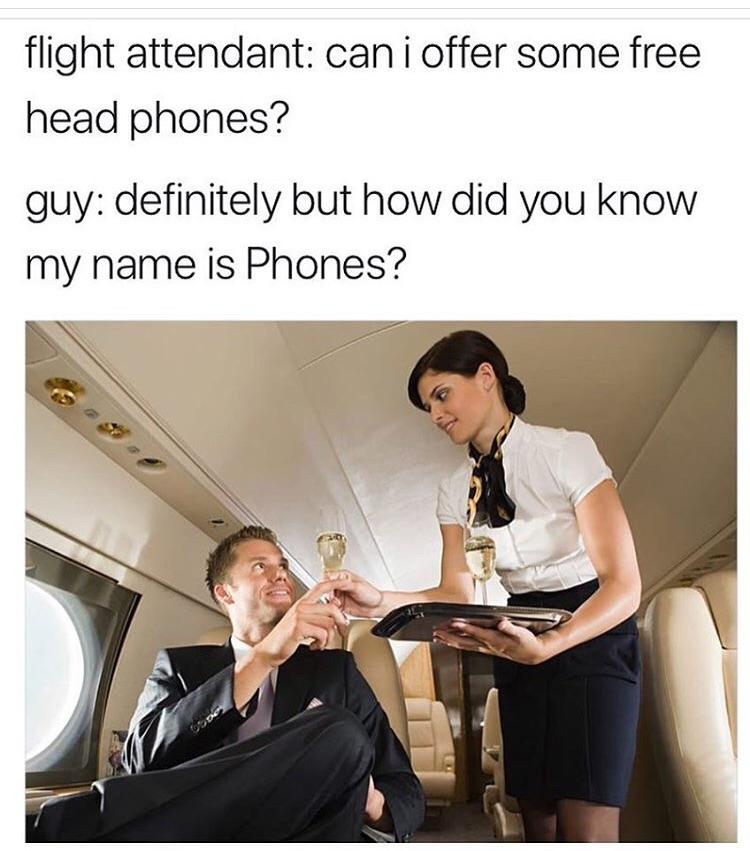 flight attendant: can i offer some free
head phones?
guy: definitely but how did you know
my name is Phones?